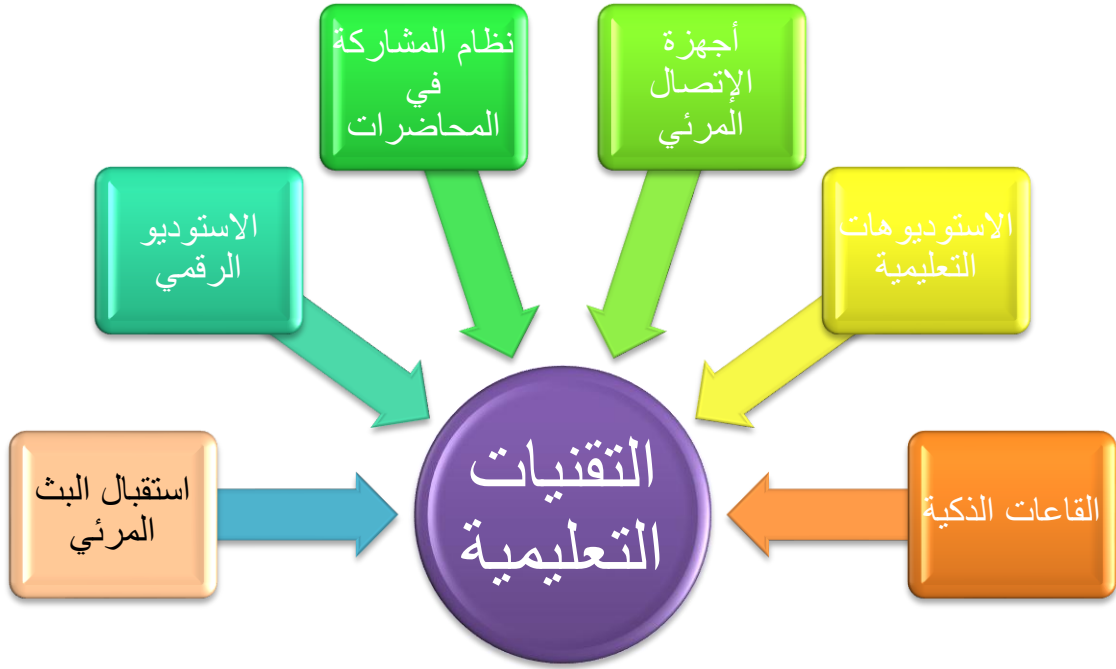 نظام المشاركة
في
المحاضرات
أجهزة
الإتصال
المرئي
الاستوديو
الرقمي
الاستوديوهات
التعليمية
استقبال البث
المرئي
التقنيات
التعليمية
القاعات الذكية